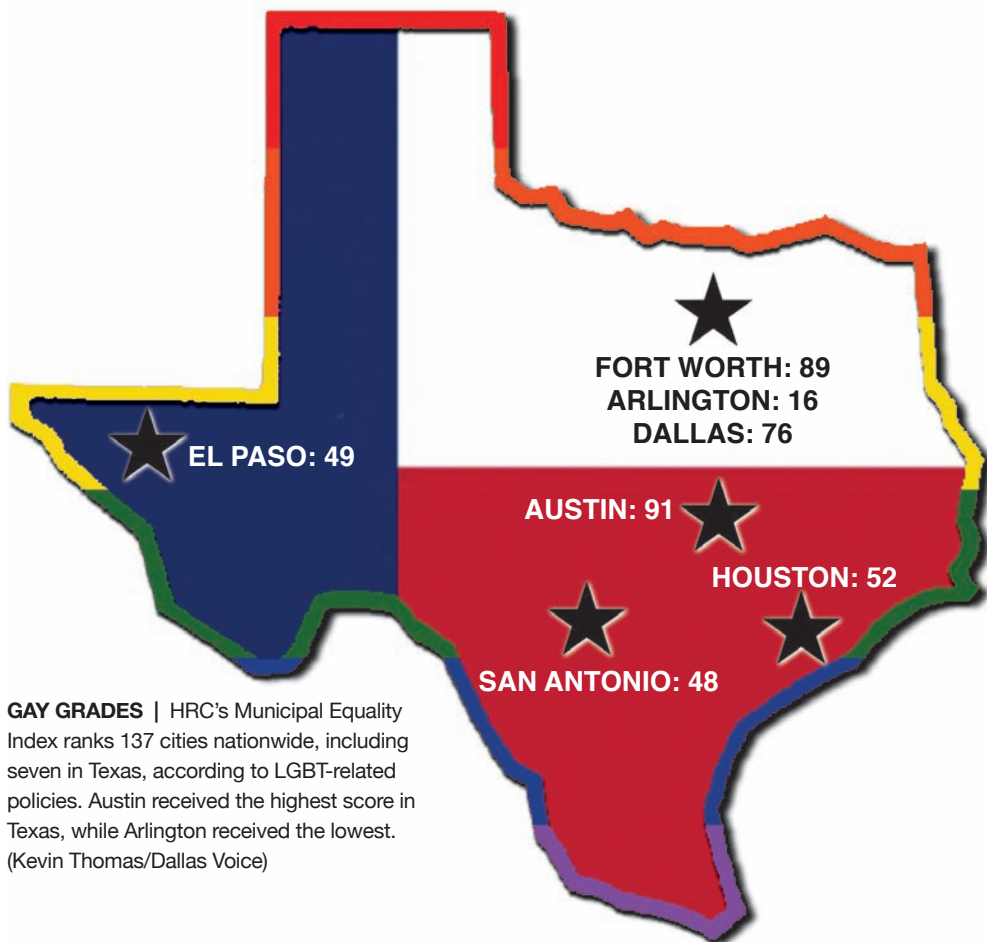 FORT WORTH: 89
ARLINGTON: 16
DALLAS: 76
EL PASO: 49
AUSTIN: 91
HOUSTON: 52
SAN ANTONIO: 48
GAY GRADES | HRC’s Municipal Equality
Index ranks 137 cities nationwide, including
seven in Texas, according to LGBT-related
policies. Austin received the highest score in
Texas, while Arlington received the lowest.
(Kevin Thomas/Dallas Voice)